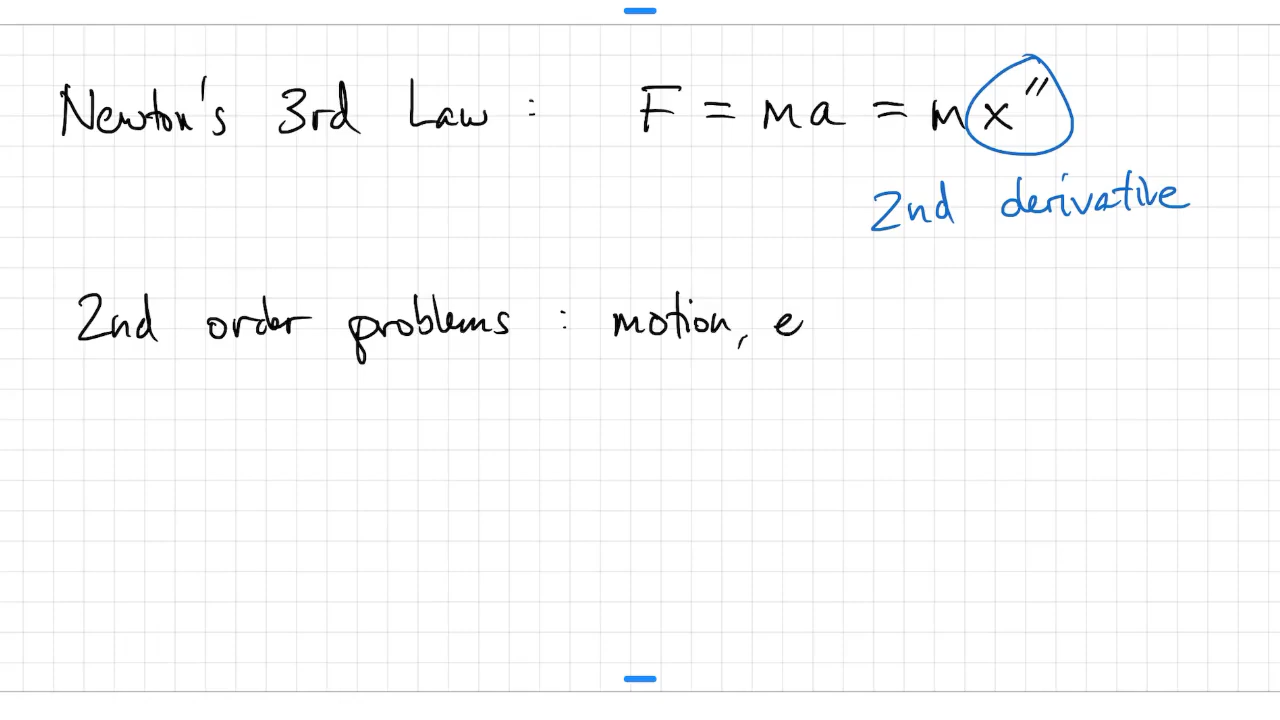 Newton's 3rd Law : F = ma = mx"
2nd derivative
2nd order problems : motion, e